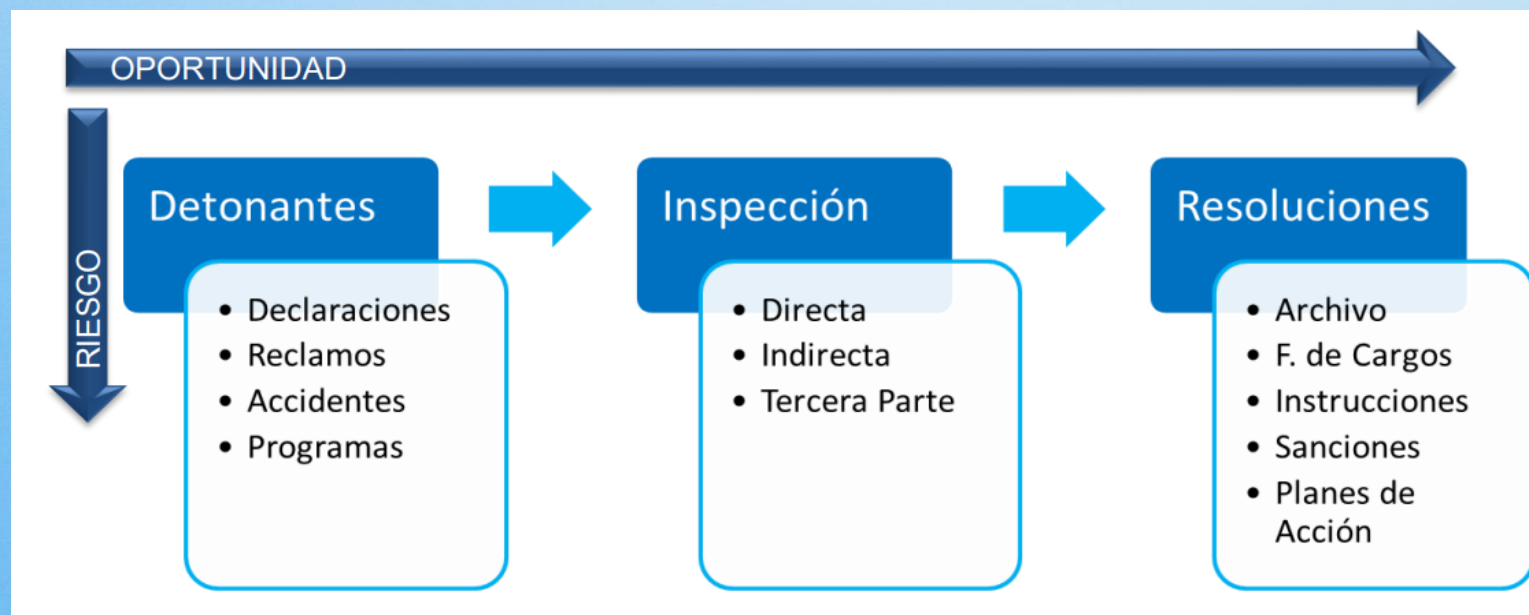 OPORTUNIDAD
RIESGO
Detonantes
• Declaraciones
• Reclamos
• Accidentes
• Programas
Inspección
• Directa
• Indirecta
• Tercera Parte
Resoluciones
• Archivo
• F. de Cargos
• Instrucciones
• Sanciones
• Planes de
Acción